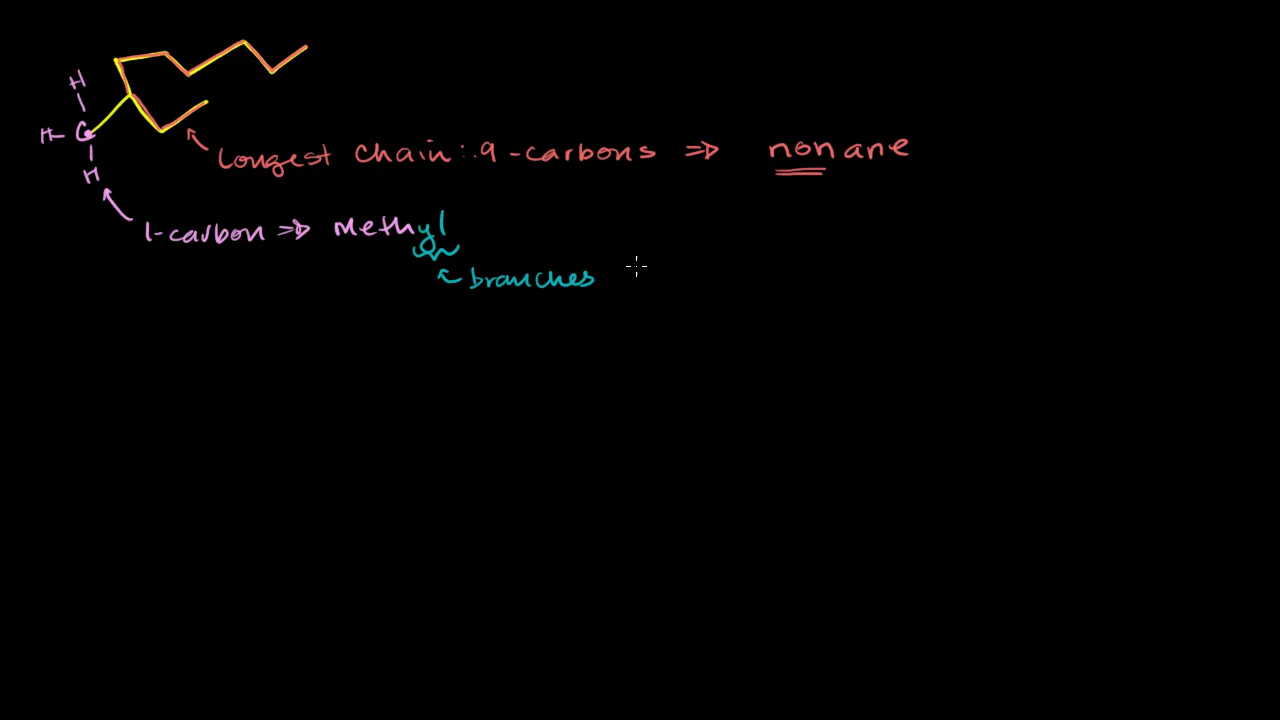 H
H-C
H
longest chain: 9-carbons ⇒ nonane
1-carbon ⇒ methyl
branches